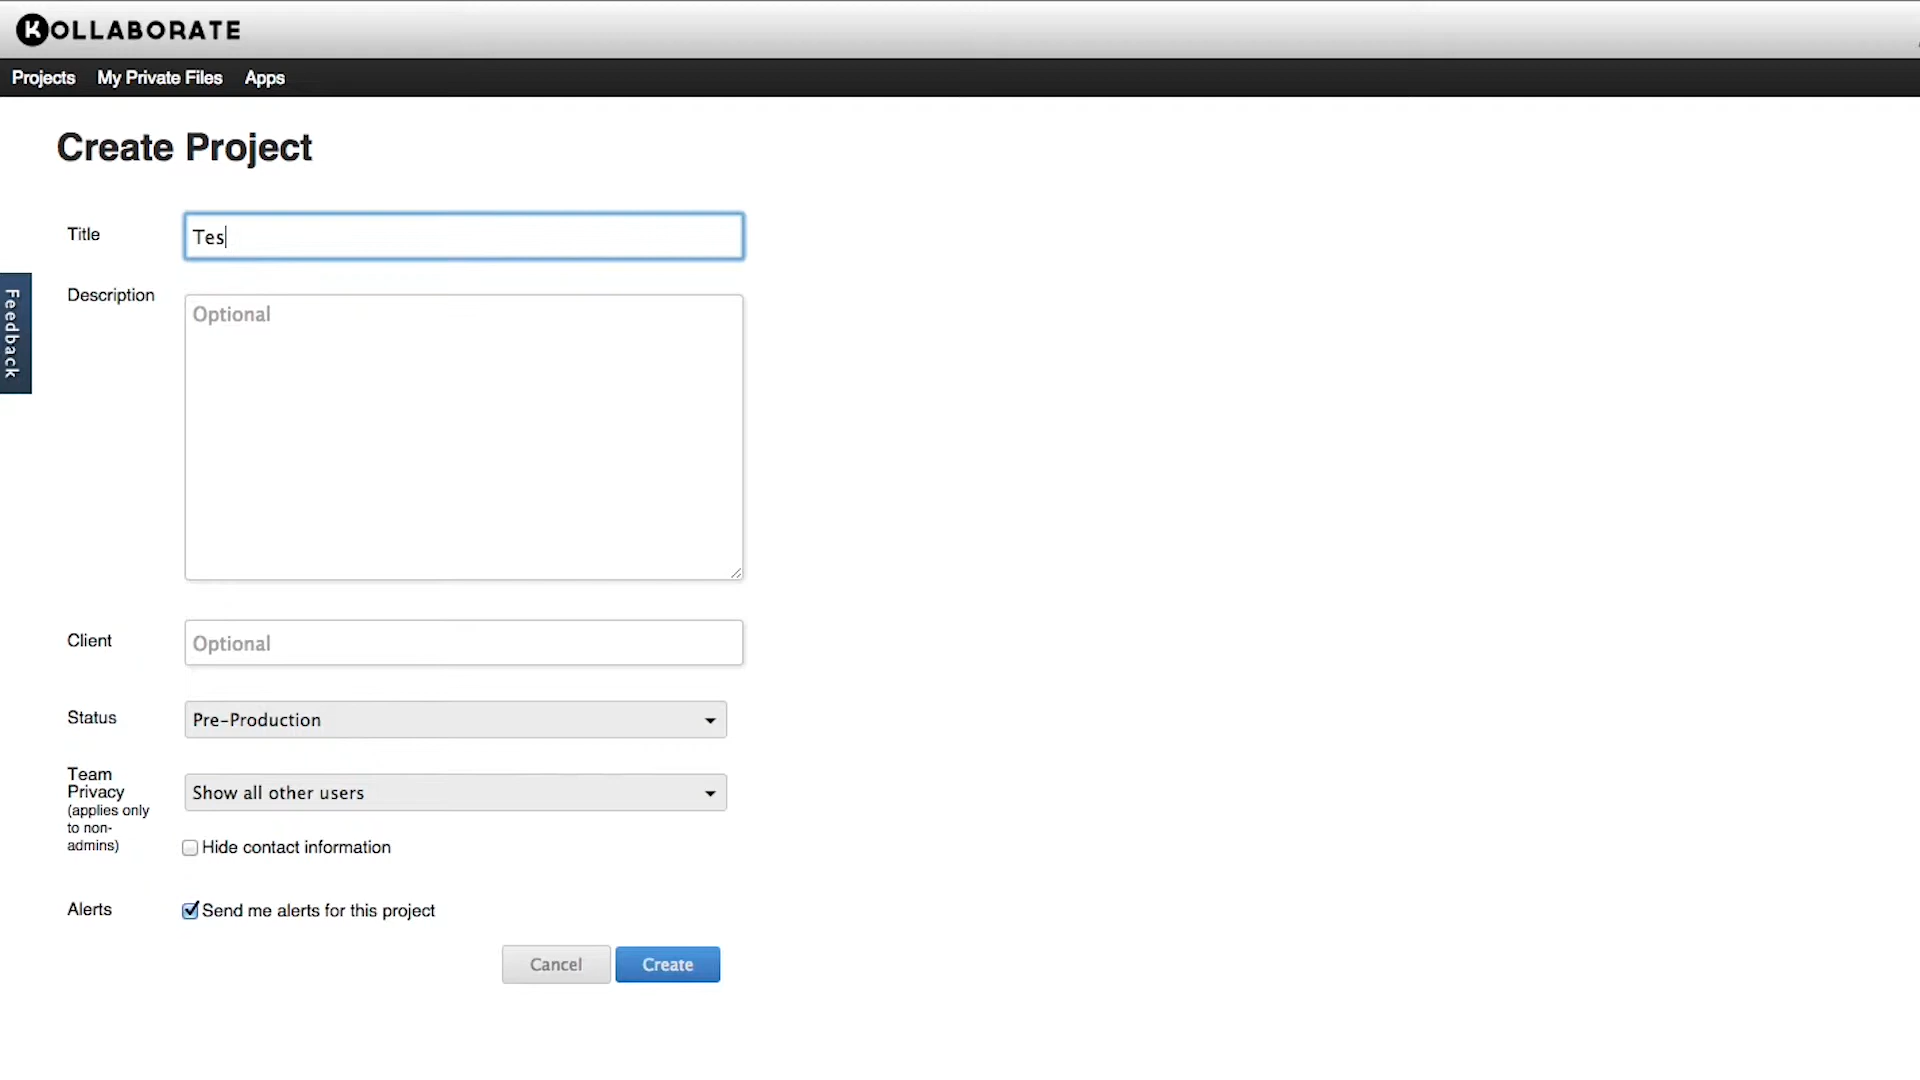 KOLLABORATE
Projects My Private Files Apps
Create Project
Title
Tes
Feedback
Description
Optional
Client
Optional
Status
Pre-Production
Team
Privacy
(applies only
to non-
admins)
Show all other users
Hide contact information
Alerts
Send me alerts for this project
Cancel Create